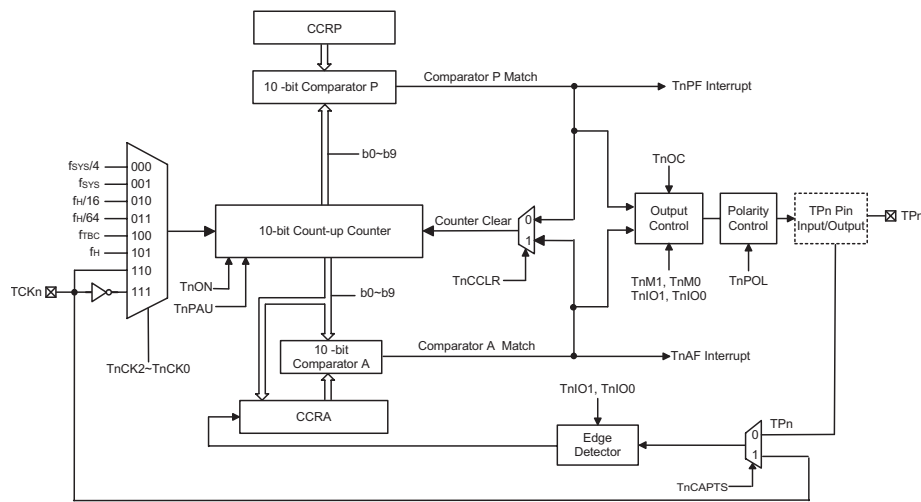 CCRP
10 -bit Comparator P
Comparator P Match
TnPF Interrupt
b0~b9
fSYS/4
000
fSYS
001
fH/16
010
fH/64
011
fTBC
100
fH
101
110
111
TCKn
TnCK2~TnCK0
10-bit Count-up Counter
TnON
TnPAU
Counter Clear
0
1
TnCCLR
TnOC
Output
Control
TnM1, TnM0
TnIO1, TnIO0
Polarity
Control
TnPOL
TPn Pin
Input/Output
TPn
b0~b9
10 -bit
Comparator A
Comparator A Match
TnAF Interrupt
CCRA
TnIO1, TnIO0
Edge
Detector
TPn
0
1
TnCAPTS